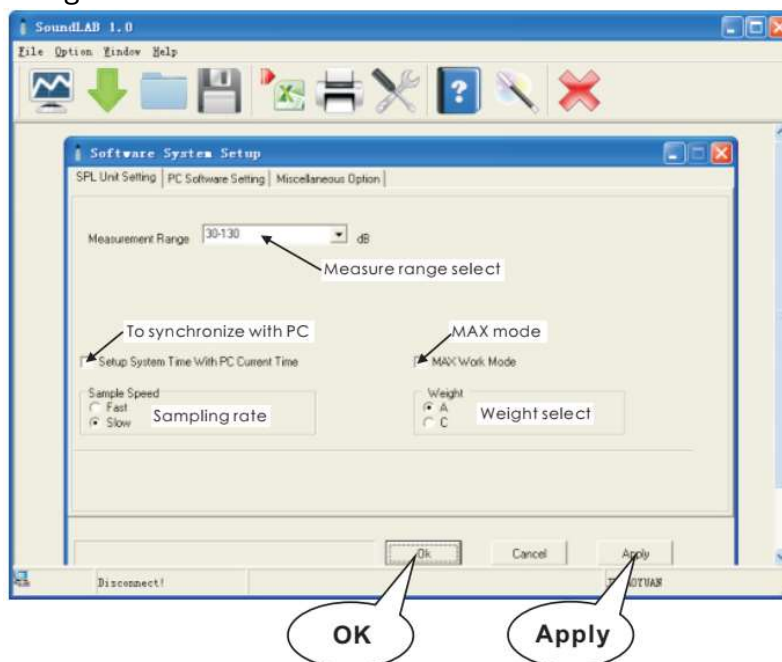 SoundLAB 1.0
File Option Window Help
Software System Setup
SPL Unit Setting PC Software Setting Miscellaneous Option
Measurement Range 30-130 dB
Measure range select
To synchronize with PC MAX mode
Setup System Time With PC Current Time MAX Work Mode
Sample Speed Weight
Fast A
Slow C
Sampling rate Weight select
Ok Cancel Apply
Disconnect!
OK Apply